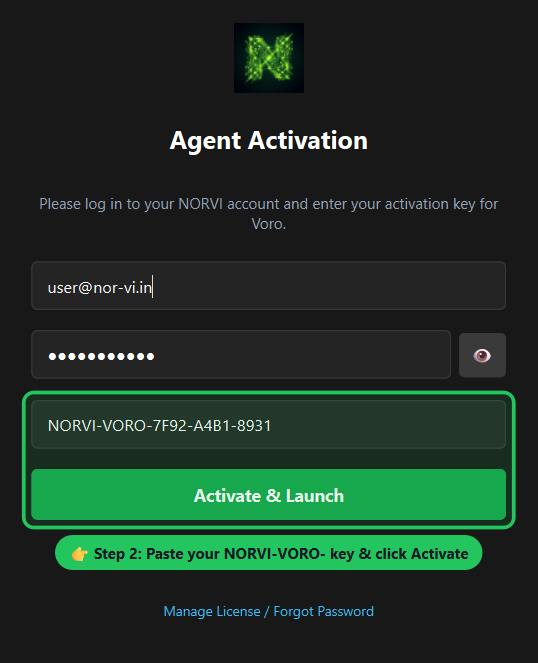 Agent Activation
Please log in to your NORVI account and enter your activation key for
Voro.
user@nor-vi.in
●●●●●●●●●●●
NORVI-VORO-7F92-A4B1-8931
Activate & Launch
👉 Step 2: Paste your NORVI-VORO- key & click Activate
Manage License / Forgot Password